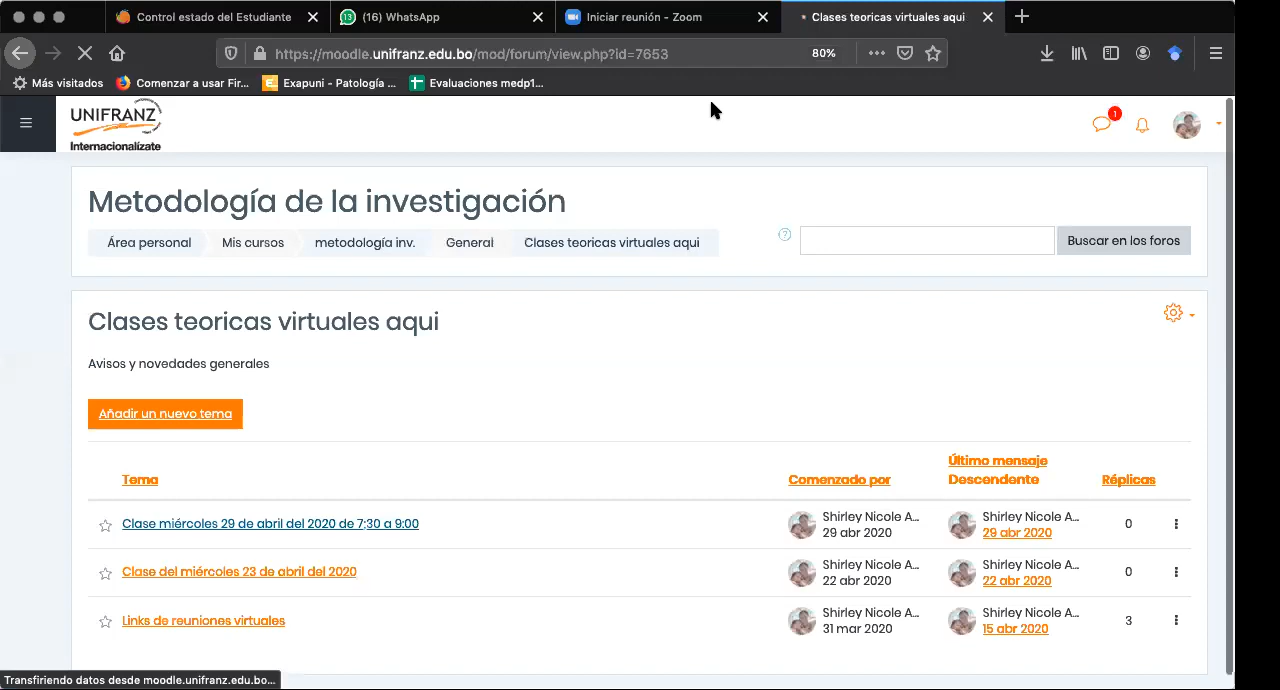 Control estado del Estudiante
13 (16) WhatsApp
Iniciar reunión - Zoom
Clases teoricas virtuales aqui
https://moodle.unifranz.edu.bo/mod/forum/view.php?id=7653
80%
Más visitados
Comenzar a usar Fir...
Exapuni - Patología ...
Evaluaciones medp1...
UNIFRANZ
Internacionalízate
1
Metodología de la investigación
Área personal
Mis cursos
metodología inv.
General
Clases teoricas virtuales aqui
?
Buscar en los foros
Clases teoricas virtuales aqui
Avisos y novedades generales
Añadir un nuevo tema
Tema
Comenzado por
Último mensaje
Descendente
Réplicas
Clase miércoles 29 de abril del 2020 de 7;30 a 9:00
Shirley Nicole A...
29 abr 2020
Shirley Nicole A...
29 abr 2020
0
Clase del miércoles 23 de abril del 2020
Shirley Nicole A...
22 abr 2020
Shirley Nicole A...
22 abr 2020
0
Links de reuniones virtuales
Shirley Nicole A...
31 mar 2020
Shirley Nicole A...
15 abr 2020
3
Transfiriendo datos desde moodle.unifranz.edu.bo...